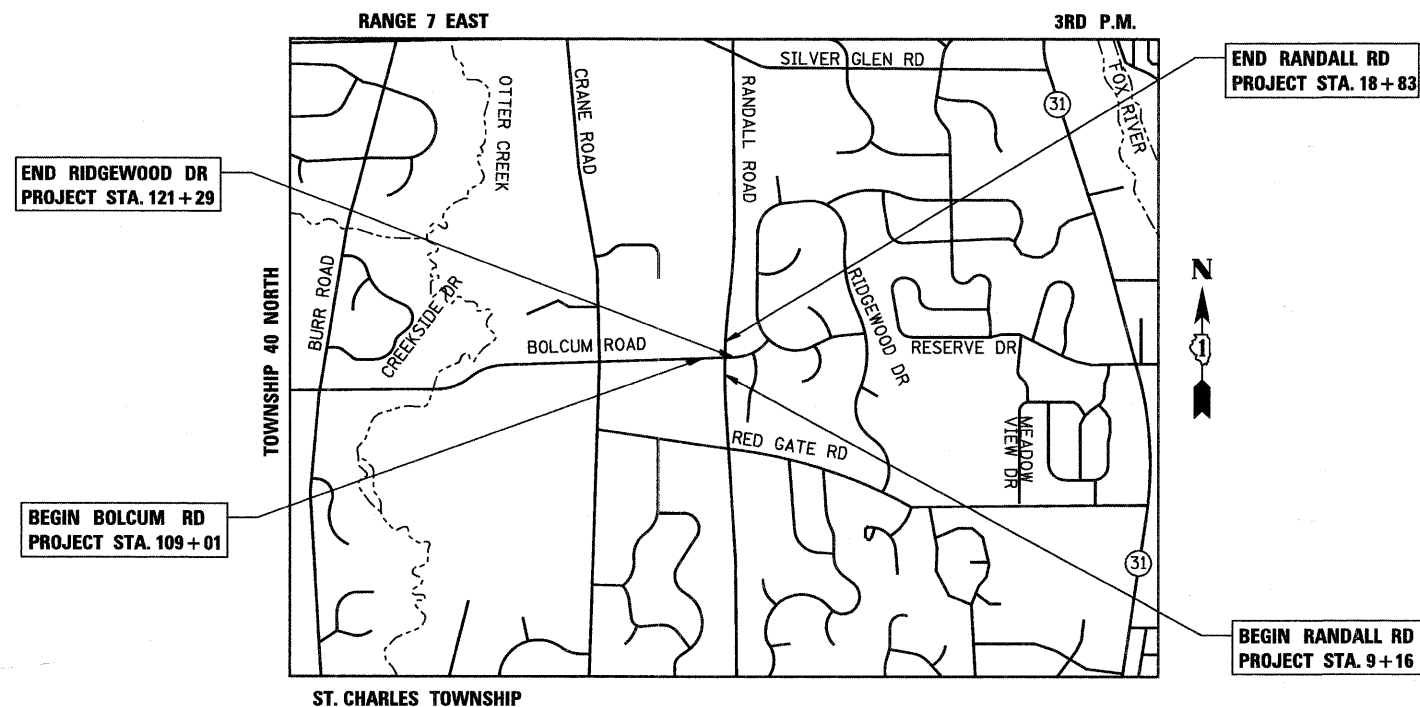 RANGE 7 EAST
3RD P.M.
SILVER GLEN RD
END RANDALL RD
PROJECT STA. 18+83
OTTER CREEK
CRANE ROAD
RANDALL ROAD
31
FOX RIVER
END RIDGEWOOD DR
PROJECT STA. 121+29
TOWNSHIP 40 NORTH
BURR ROAD
CREEKSIDE DR
BOLCUM ROAD
RIDGEWOOD DR
RESERVE DR
N
1
RED GATE RD
MEADOW
VIEW DR
BEGIN BOLCUM RD
PROJECT STA. 109+01
31
BEGIN RANDALL RD
PROJECT STA. 9+16
ST. CHARLES TOWNSHIP